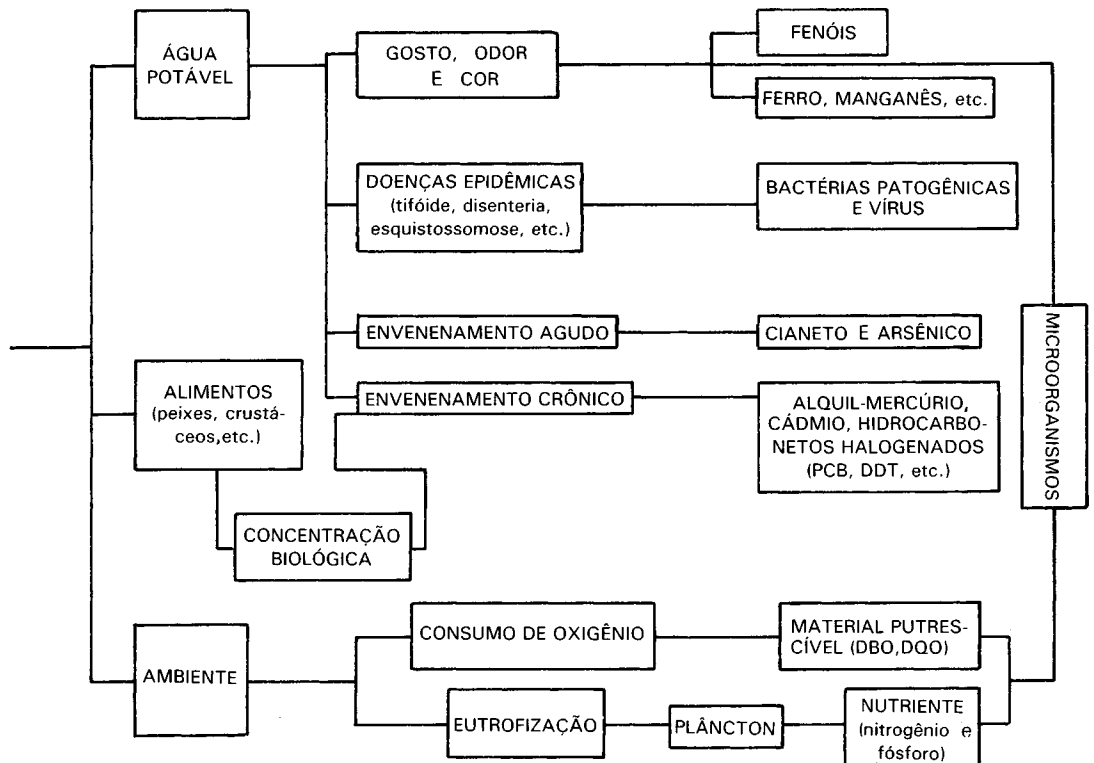 ÁGUA
POTÁVEL
GOSTO, ODOR
E COR
FENÓIS
FERRO, MANGANÊS, etc.
DOENÇAS EPIDÊMICAS
(tifóide, disenteria,
esquistossomose, etc.)
BACTÉRIAS PATOGÊNICAS
E VÍRUS
ENVENENAMENTO AGUDO
CIANETO E ARSÊNICO
MICROORGANISMOS
ALIMENTOS
(peixes, crustá-
ceos,etc.)
ENVENENAMENTO CRÔNICO
ALQUIL-MERCÚRIO,
CÁDMIO, HIDROCARBO-
NETOS HALOGENADOS
(PCB, DDT, etc.)
CONCENTRAÇÃO
BIOLÓGICA
AMBIENTE
CONSUMO DE OXIGÊNIO
MATERIAL PUTRES-
CÍVEL (DBO,DQO)
EUTROFIZAÇÃO
PLÂNCTON
NUTRIENTE
(nitrogênio e
fósforo)